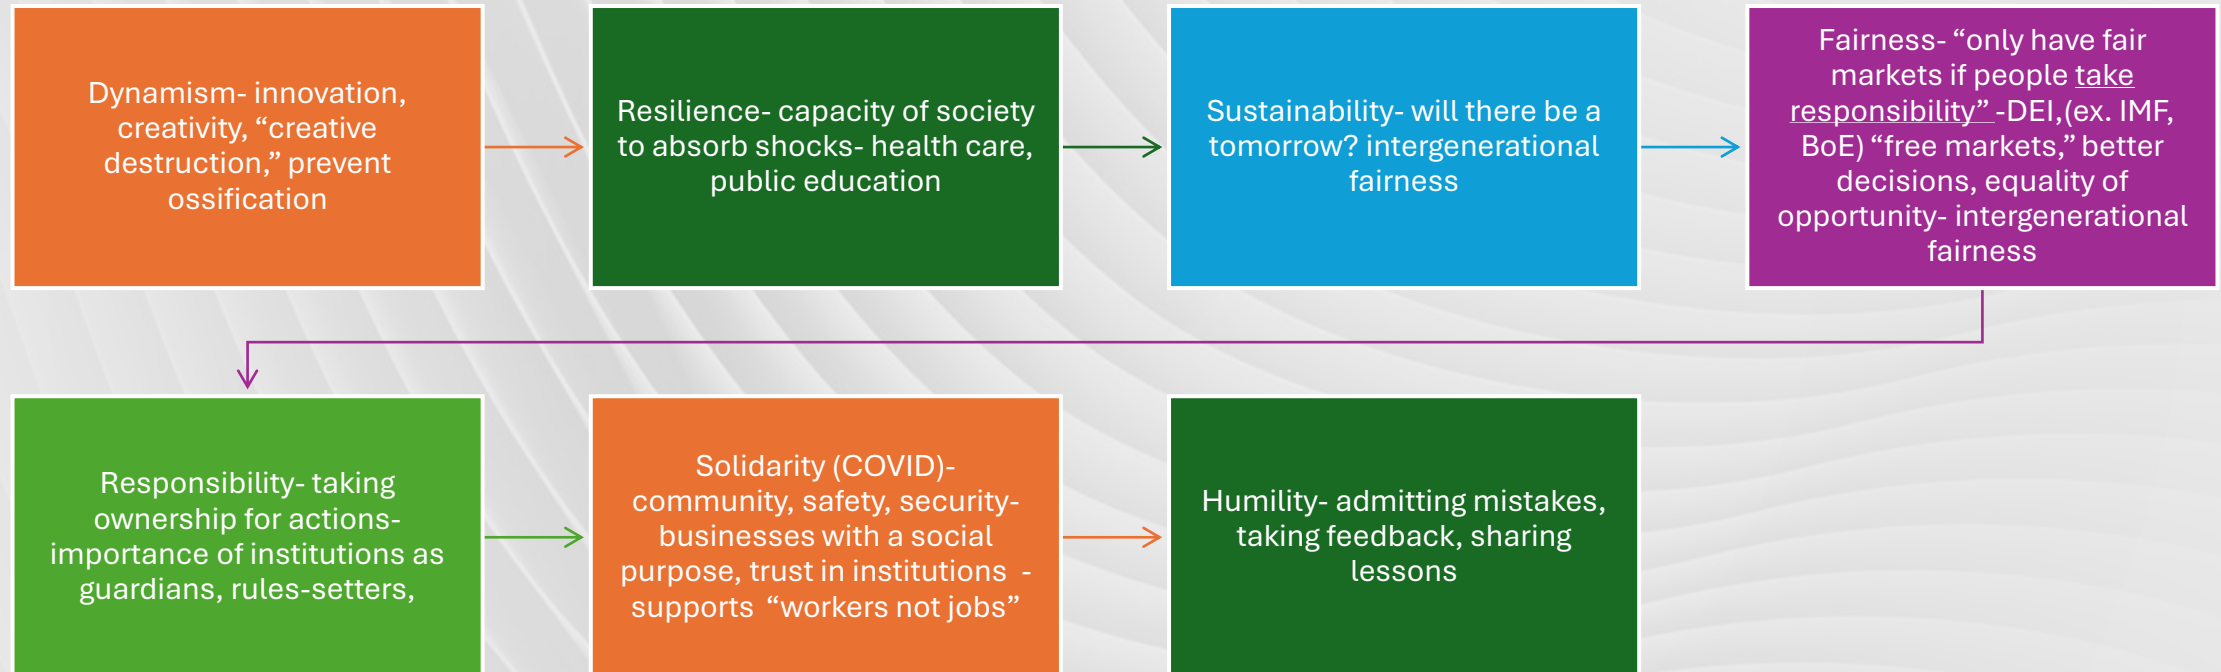 Dynamism- innovation,
creativity, “creative
destruction,” prevent
ossification
Resilience- capacity of society
to absorb shocks- health care,
public education
Sustainability- will there be a
tomorrow? intergenerational
fairness
Fairness- “only have fair
markets if people take
responsibility” -DEI,(ex. IMF,
BoE) “free markets,” better
decisions, equality of
opportunity- intergenerational
fairness
Responsibility- taking
ownership for actions-
importance of institutions as
guardians, rules-setters,
Solidarity (COVID)-
community, safety, security-
businesses with a social
purpose, trust in institutions -
supports “workers not jobs”
Humility- admitting mistakes,
taking feedback, sharing
lessons